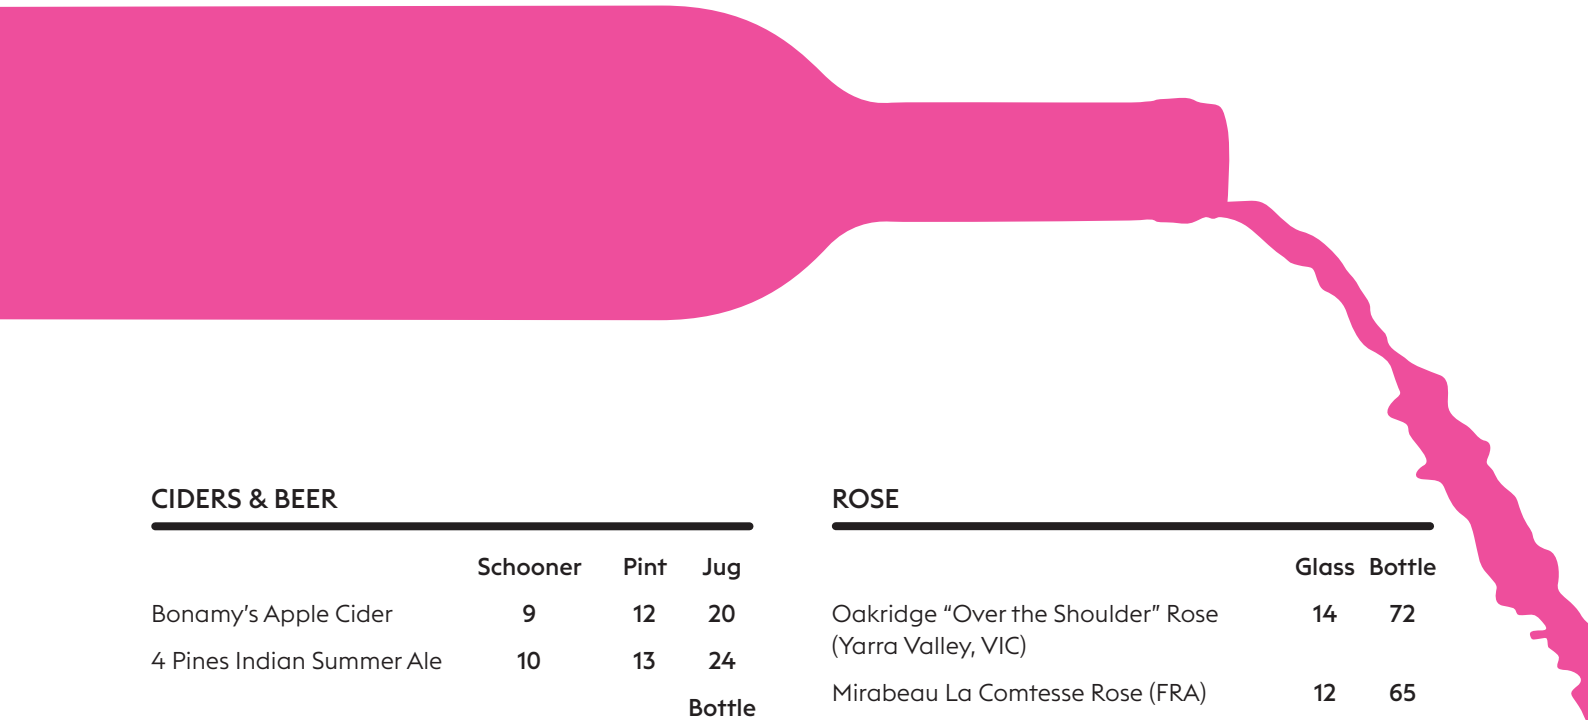 CIDERS & BEER
Schooner Pint Jug
Bonamy's Apple Cider 9 12 20
4 Pines Indian Summer Ale 10 13 24
Bottle
ROSE
Glass Bottle
Oakridge “Over the Shoulder” Rose 14 72
(Yarra Valley, VIC)
Mirabeau La Comtesse Rose (FRA) 12 65